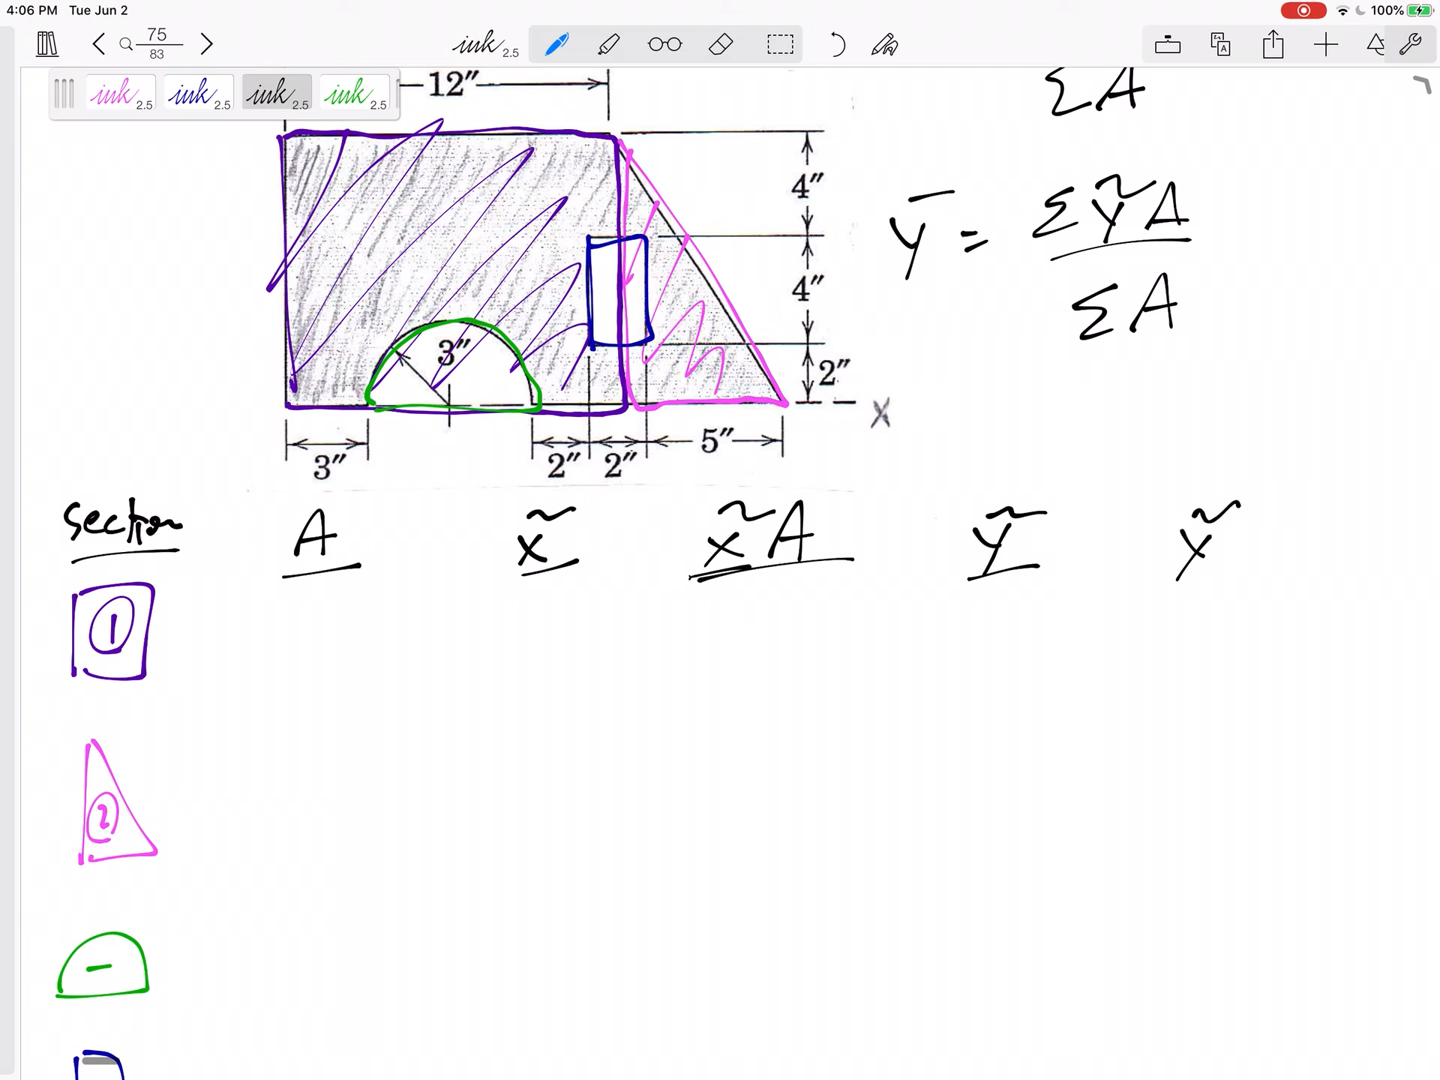 4:06 PM Tue Jun 2
100%
75
83
ink 2.5
ink 2.5
ink 2.5
ink 2.5
ink 2.5
12"
ΣA
4"
ȳ = ΣỹA
ΣA
4"
3"
2"
X
3"
2"
2"
5"
section A x̃ x̃A ỹ ỹ
1
2
-